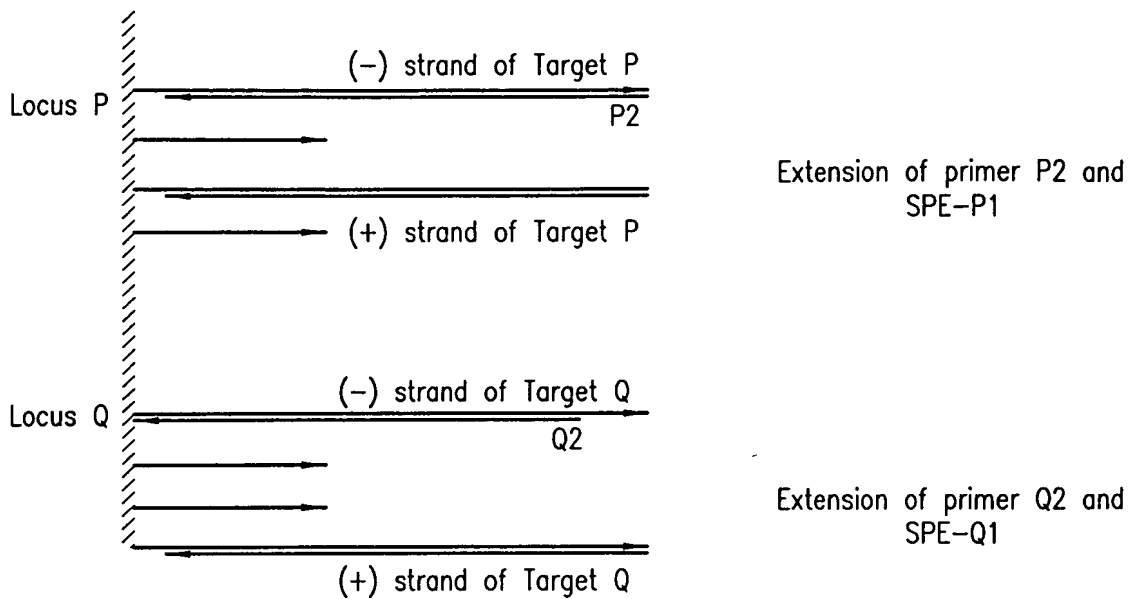 (-) strand of Target P
Locus P
P2
Extension of primer P2 and
SPE-P1
(+) strand of Target P
(-) strand of Target Q
Locus Q
Q2
Extension of primer Q2 and
SPE-Q1
(+) strand of Target Q